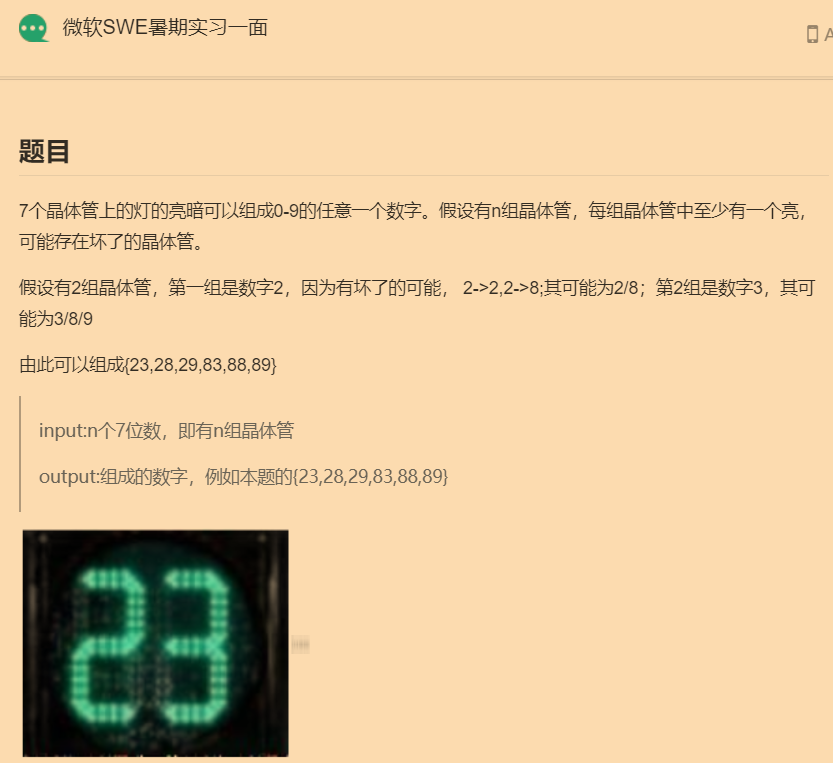 微软SWE暑期实习一面
题目
7个晶体管上的灯的亮暗可以组成0-9的任意一个数字。假设有n组晶体管，每组晶体管中至少有一个亮，
可能存在坏了的晶体管。
假设有2组晶体管，第一组是数字2，因为有坏了的可能， 2->2,2->8;其可能为2/8；第2组是数字3，其可
能为3/8/9
由此可以组成{23,28,29,83,88,89}
input:n个7位数，即有n组晶体管
output:组成的数字，例如本题的{23,28,29,83,88,89}
23